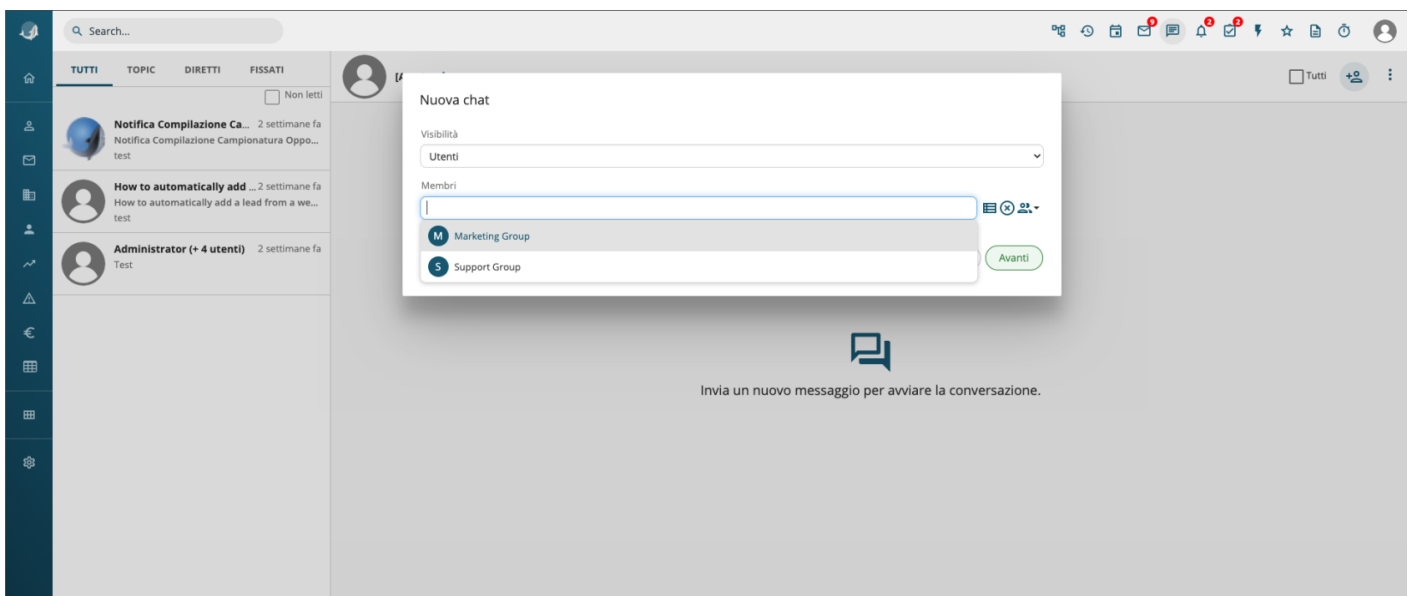 Search...
9
2
2
TUTTI
TOPIC
DIRETTI
FISSATI
Non letti
Tutti
Notifica Compilazione Ca... 2 settimane fa
Notifica Compilazione Campionatura Oppo...
test
How to automatically add ... 2 settimane fa
How to automatically add a lead from a we...
test
Administrator (+ 4 utenti) 2 settimane fa
Test
Nuova chat
Visibilità
Utenti
Membri
M Marketing Group
S Support Group
Avanti
Invia un nuovo messaggio per avviare la conversazione.